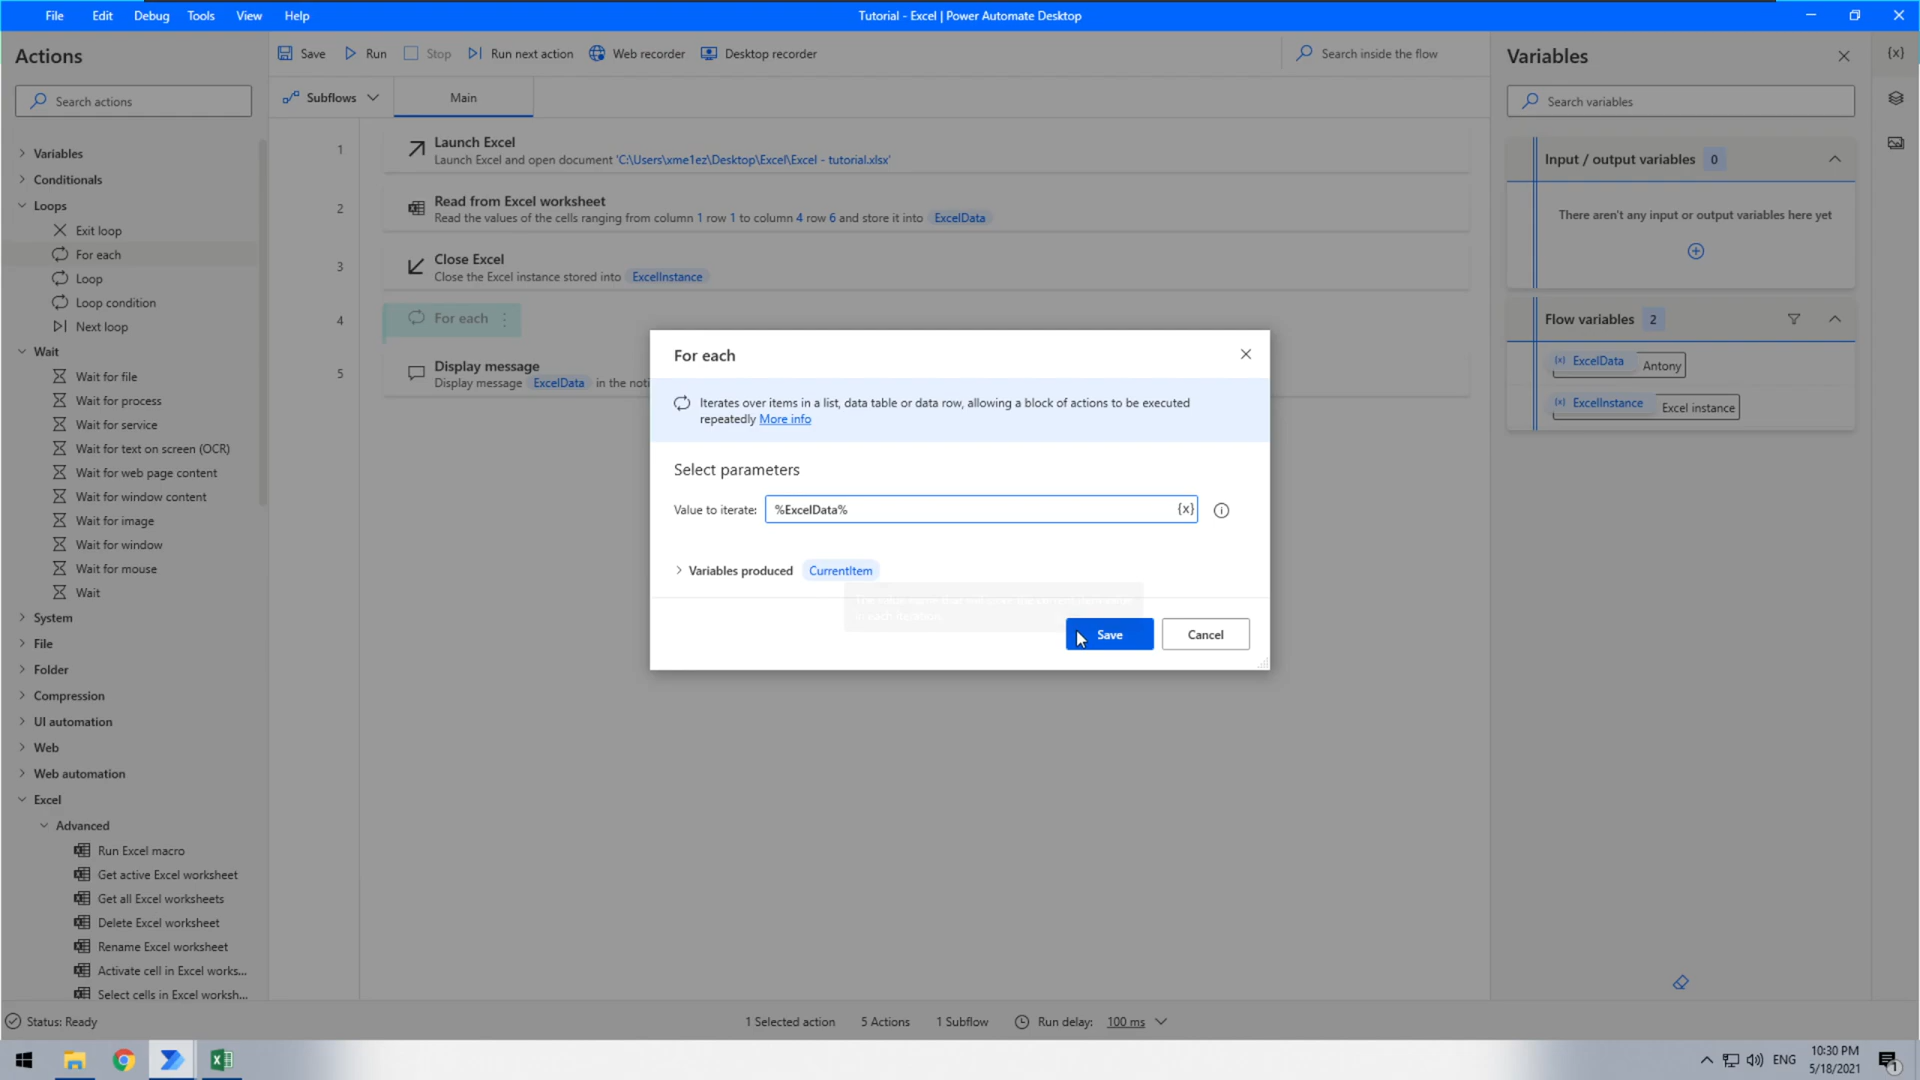 File Edit Debug Tools View Help
Tutorial - Excel | Power Automate Desktop
Actions
Search actions
Variables
Conditionals
Loops
Exit loop
For each
Loop
Loop condition
Next loop
Wait
Wait for file
Wait for process
Wait for service
Wait for text on screen (OCR)
Wait for web page content
Wait for window content
Wait for image
Wait for window
Wait for mouse
Wait
System
File
Folder
Compression
UI automation
Web
Web automation
Excel
Advanced
Run Excel macro
Get active Excel worksheet
Get all Excel worksheets
Delete Excel worksheet
Rename Excel worksheet
Activate cell in Excel works...
Select cells in Excel worksh...
Save Run Stop Run next action Web recorder Desktop recorder
Search inside the flow
Subflows Main
1 Launch Excel
Launch Excel and open document 'C:\Users\xme1ez\Desktop\Excel\Excel - tutorial.xlsx'
2 Read from Excel worksheet
Read the values of the cells ranging from column 1 row 1 to column 4 row 6 and store it into ExcelData
3 Close Excel
Close the Excel instance stored into ExcelInstance
4 For each
5 Display message
Display message ExcelData in the noti
For each
Iterates over items in a list, data table or data row, allowing a block of actions to be executed
repeatedly More info
Select parameters
Value to iterate: %ExcelData% {x}
Variables produced CurrentItem
Save Cancel
Variables
{x}
Search variables
Input / output variables 0
There aren't any input or output variables here yet
Flow variables 2
(x) ExcelData Antony
(x) ExcelInstance Excel instance
Status: Ready
1 Selected action 5 Actions 1 Subflow Run delay: 100 ms
ENG
10:30 PM
5/18/2021
1